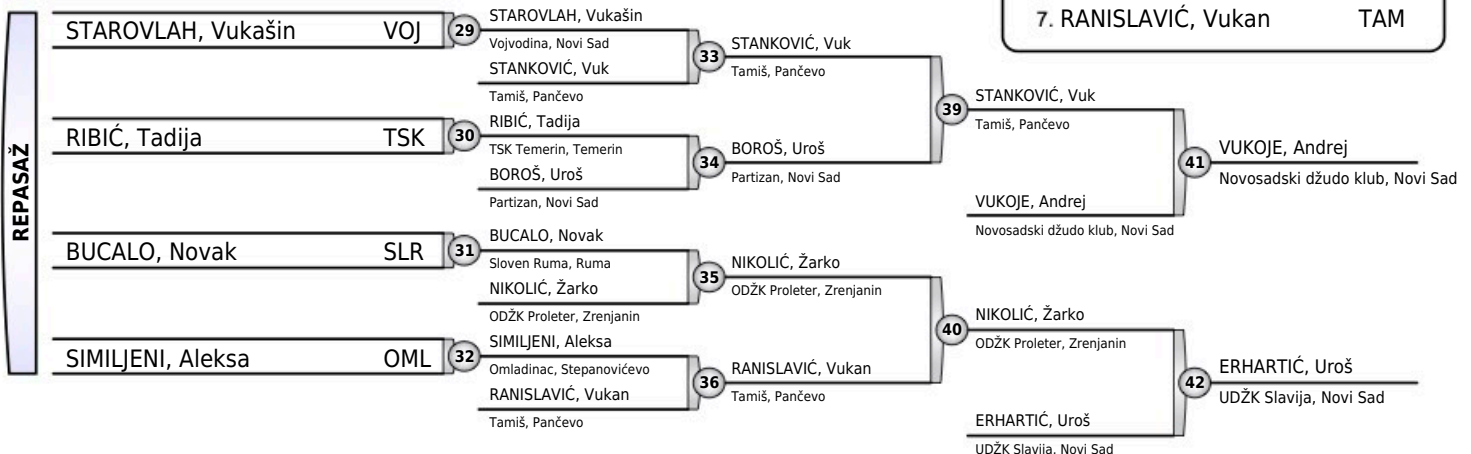 7. RANISLAVIĆ, Vukan TAM
REPASAŽ
STAROVLAH, Vukašin VOJ
RIBIĆ, Tadija TSK
BUCALO, Novak SLR
SIMILJENI, Aleksa OML
29
STAROVLAH, Vukašin
Vojvodina, Novi Sad
STANKOVIĆ, Vuk
Tamiš, Pančevo
30
RIBIĆ, Tadija
TSK Temerin, Temerin
BOROŠ, Uroš
Partizan, Novi Sad
31
BUCALO, Novak
Sloven Ruma, Ruma
NIKOLIĆ, Žarko
ODŽK Proleter, Zrenjanin
32
SIMILJENI, Aleksa
Omladinac, Stepanovićevo
RANISLAVIĆ, Vukan
Tamiš, Pančevo
33
STANKOVIĆ, Vuk
Tamiš, Pančevo
34
BOROŠ, Uroš
Partizan, Novi Sad
35
NIKOLIĆ, Žarko
ODŽK Proleter, Zrenjanin
36
RANISLAVIĆ, Vukan
Tamiš, Pančevo
39
STANKOVIĆ, Vuk
Tamiš, Pančevo
VUKOJE, Andrej
Novosadski džudo klub, Novi Sad
40
NIKOLIĆ, Žarko
ODŽK Proleter, Zrenjanin
ERHARTIĆ, Uroš
UDŽK Slavija, Novi Sad
41
VUKOJE, Andrej
Novosadski džudo klub, Novi Sad
42
ERHARTIĆ, Uroš
UDŽK Slavija, Novi Sad